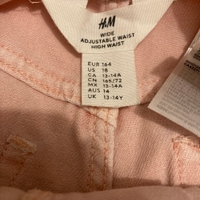 H&M
WIDE
ADJUSTABLE WAIST
HIGH WAIST
EUR 164
US 18
CA 13-14A
CN 165/72
MX 13-14A
AUS 14
UK 13-14Y